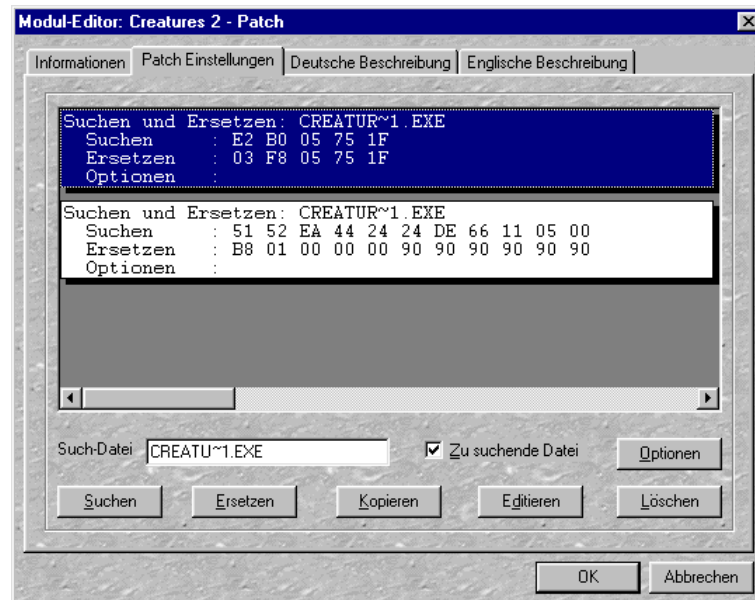 Modul-Editor: Creatures 2 - Patch
Informationen Patch Einstellungen Deutsche Beschreibung Englische Beschreibung
Suchen und Ersetzen: CREATUR~1.EXE
Suchen : E2 B0 05 75 1F
Ersetzen : 03 F8 05 75 1F
Optionen :
Suchen und Ersetzen: CREATUR~1.EXE
Suchen : 51 52 EA 44 24 24 DE 66 11 05 00
Ersetzen : B8 01 00 00 00 90 90 90 90 90 90
Optionen :
Such-Datei CREATU~1.EXE Zu suchende Datei Optionen
Suchen Ersetzen Kopieren Editieren Löschen
OK Abbrechen